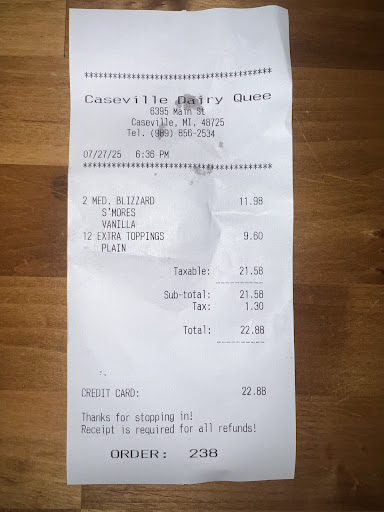 ************************************
Caseville Dairy Quee
6395 Main St
Caseville, MI, 48725
Tel. (989) 856-2534
07/27/25 6:36 PM
************************************
2 MED. BLIZZARD 11.98
S'MORES
VANILLA
12 EXTRA TOPPINGS 9.60
PLAIN
Taxable: 21.58
-----------
Sub-total: 21.58
Tax: 1.30
Total: 22.88
-----------
CREDIT CARD: 22.88
Thanks for stopping in!
Receipt is required for all refunds!
ORDER: 238